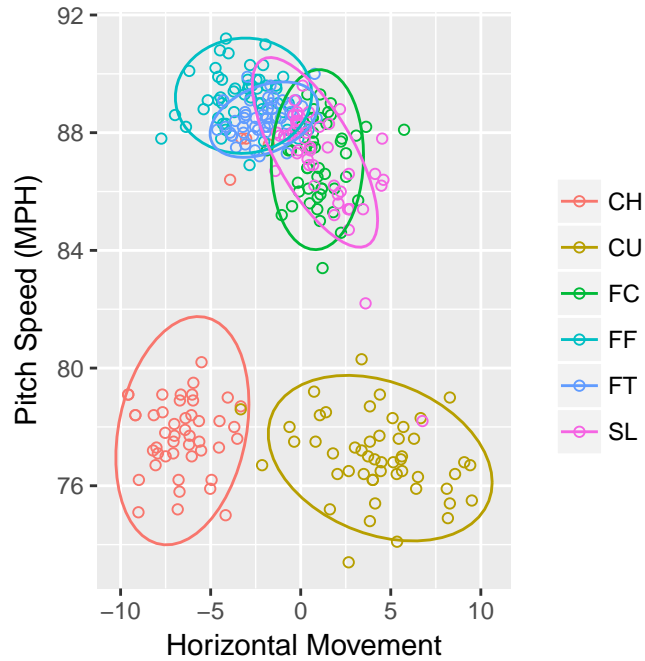 92
88
84
80
76
−10
−5
0
5
10
Horizontal Movement
Pitch Speed (MPH)
CH
CU
FC
FF
FT
SL